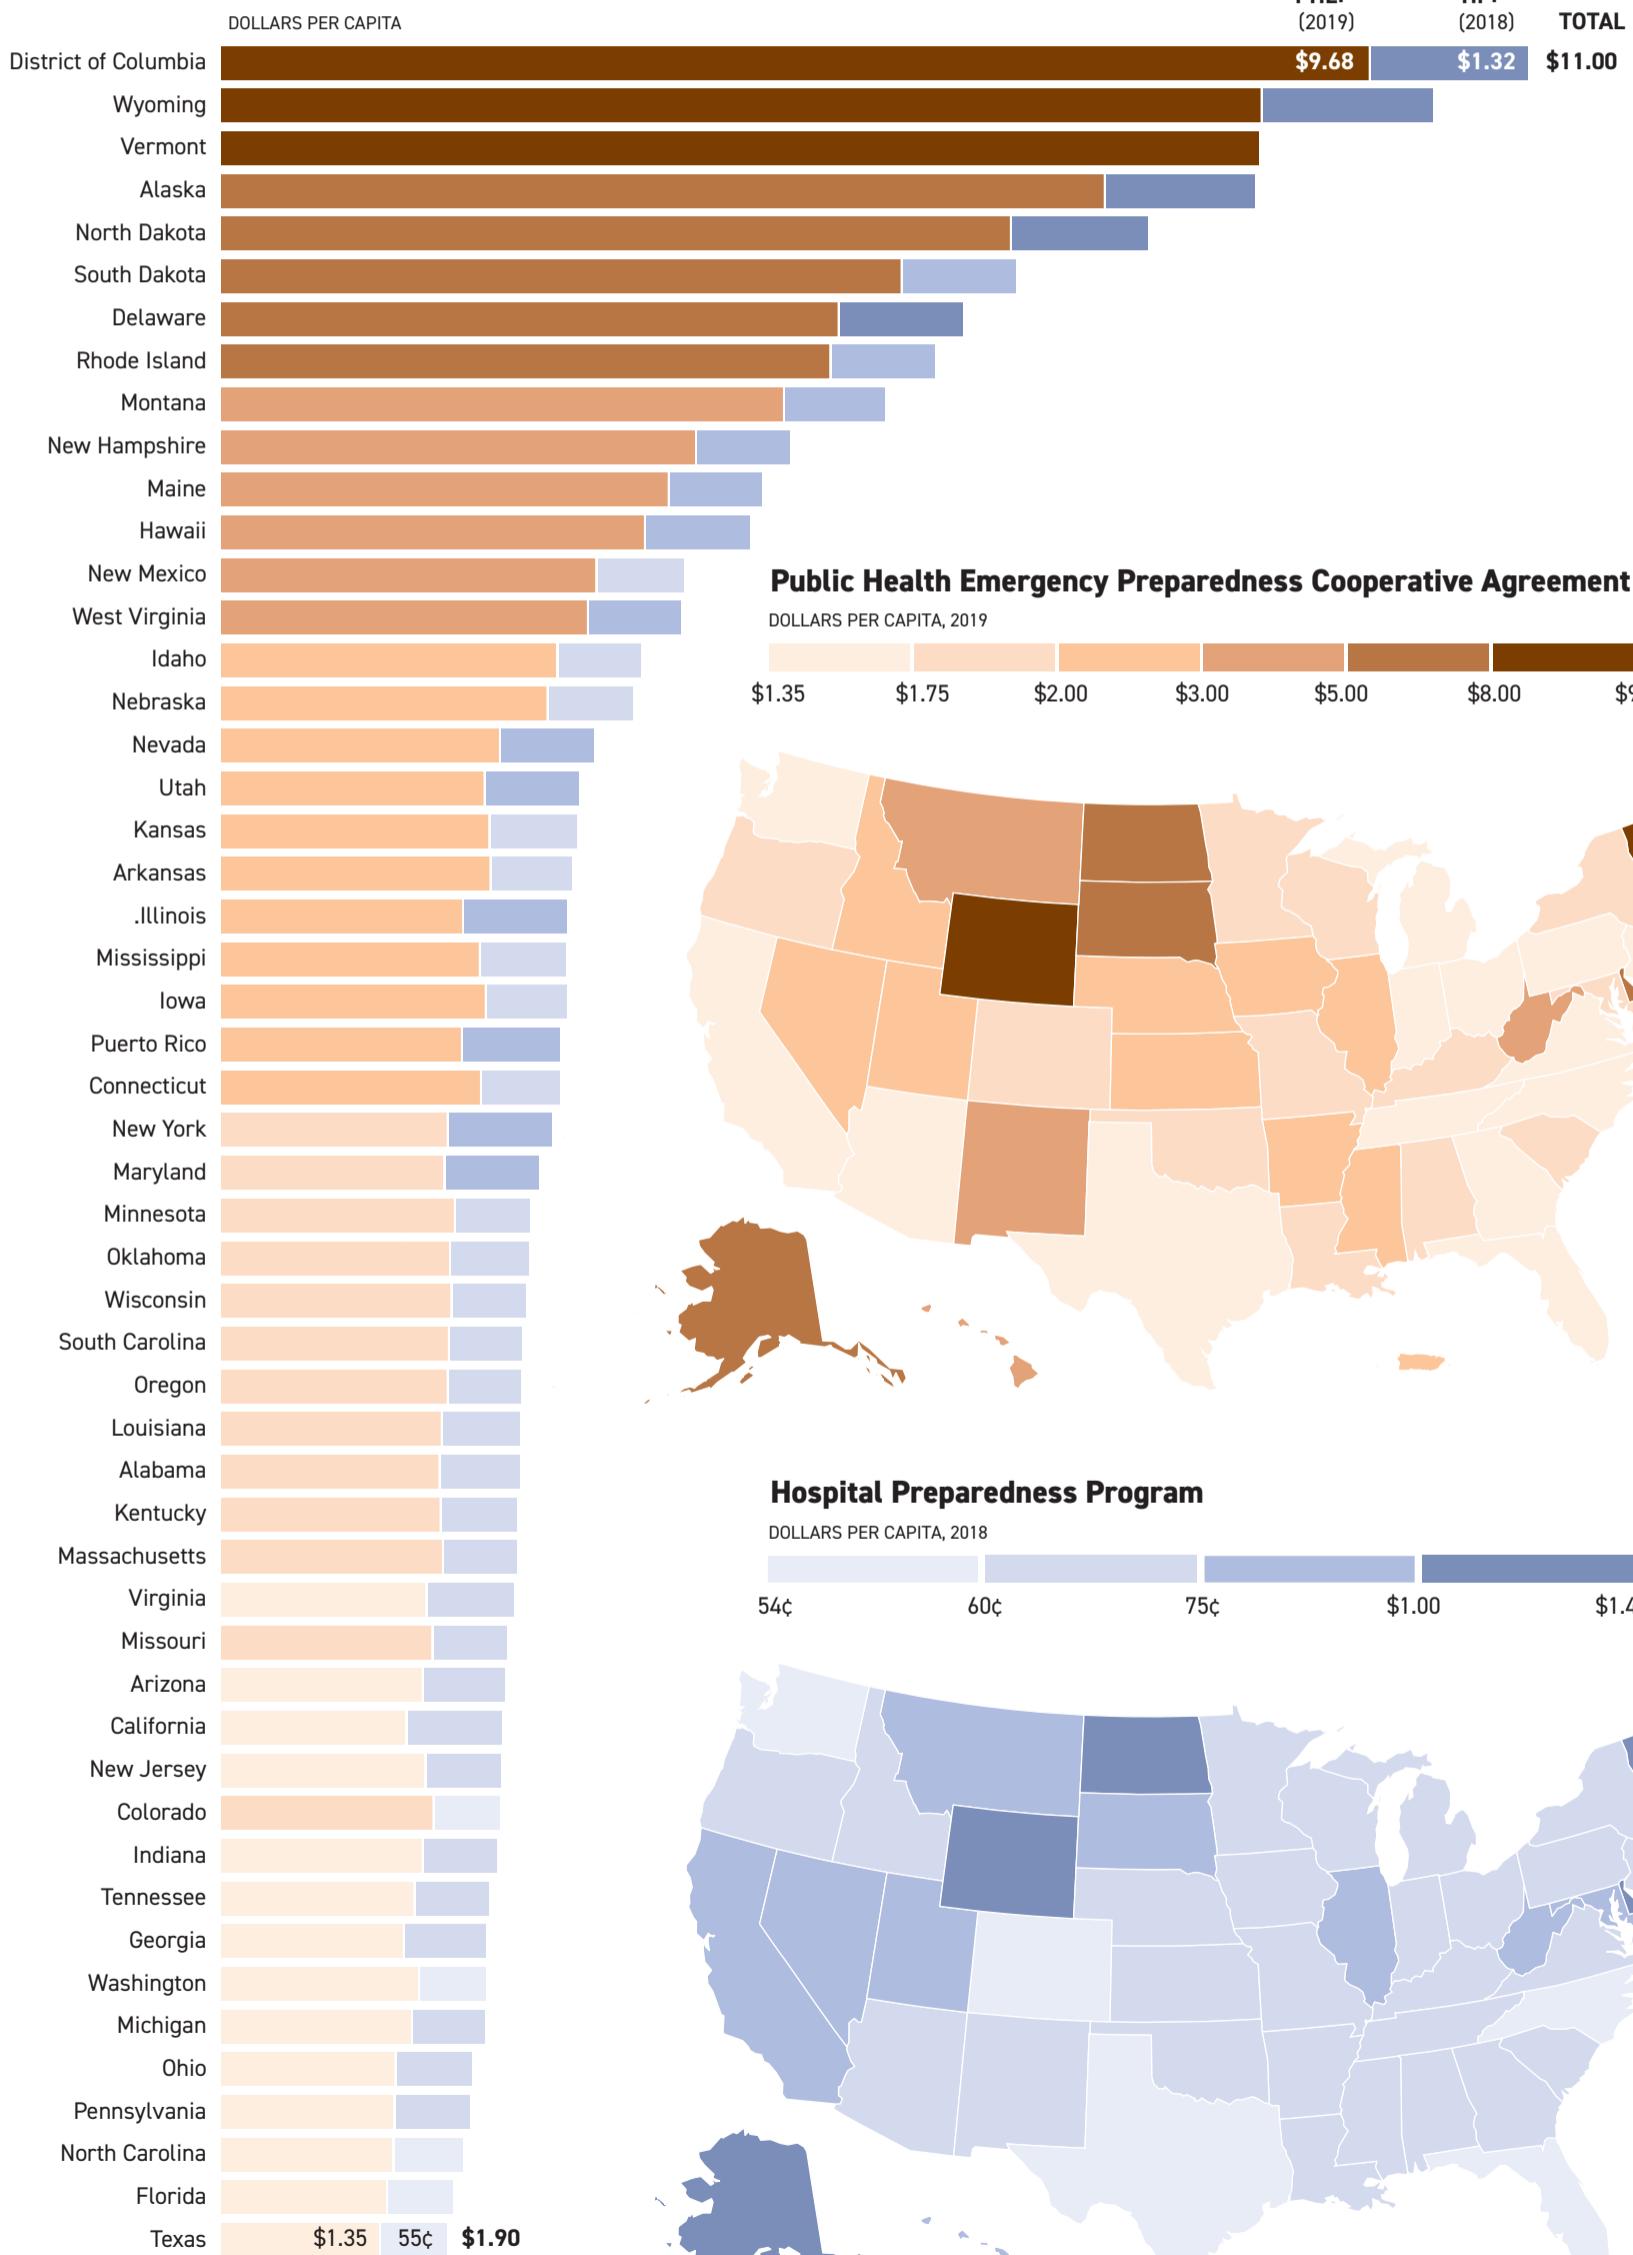 DOLLARS PER CAPITA
(2019) (2018) TOTAL
District of Columbia $9.68 $1.32 $11.00
Wyoming
Vermont
Alaska
North Dakota
South Dakota
Delaware
Rhode Island
Montana
New Hampshire
Maine
Hawaii
New Mexico
West Virginia
Idaho
Nebraska
Nevada
Utah
Kansas
Arkansas
.Illinois
Mississippi
Iowa
Puerto Rico
Connecticut
New York
Maryland
Minnesota
Oklahoma
Wisconsin
South Carolina
Oregon
Louisiana
Alabama
Kentucky
Massachusetts
Virginia
Missouri
Arizona
California
New Jersey
Colorado
Indiana
Tennessee
Georgia
Washington
Michigan
Ohio
Pennsylvania
North Carolina
Florida
Texas $1.35 55¢ $1.90
Public Health Emergency Preparedness Cooperative Agreement
DOLLARS PER CAPITA, 2019
$1.35 $1.75 $2.00 $3.00 $5.00 $8.00
Hospital Preparedness Program
DOLLARS PER CAPITA, 2018
54¢ 60¢ 75¢ $1.00